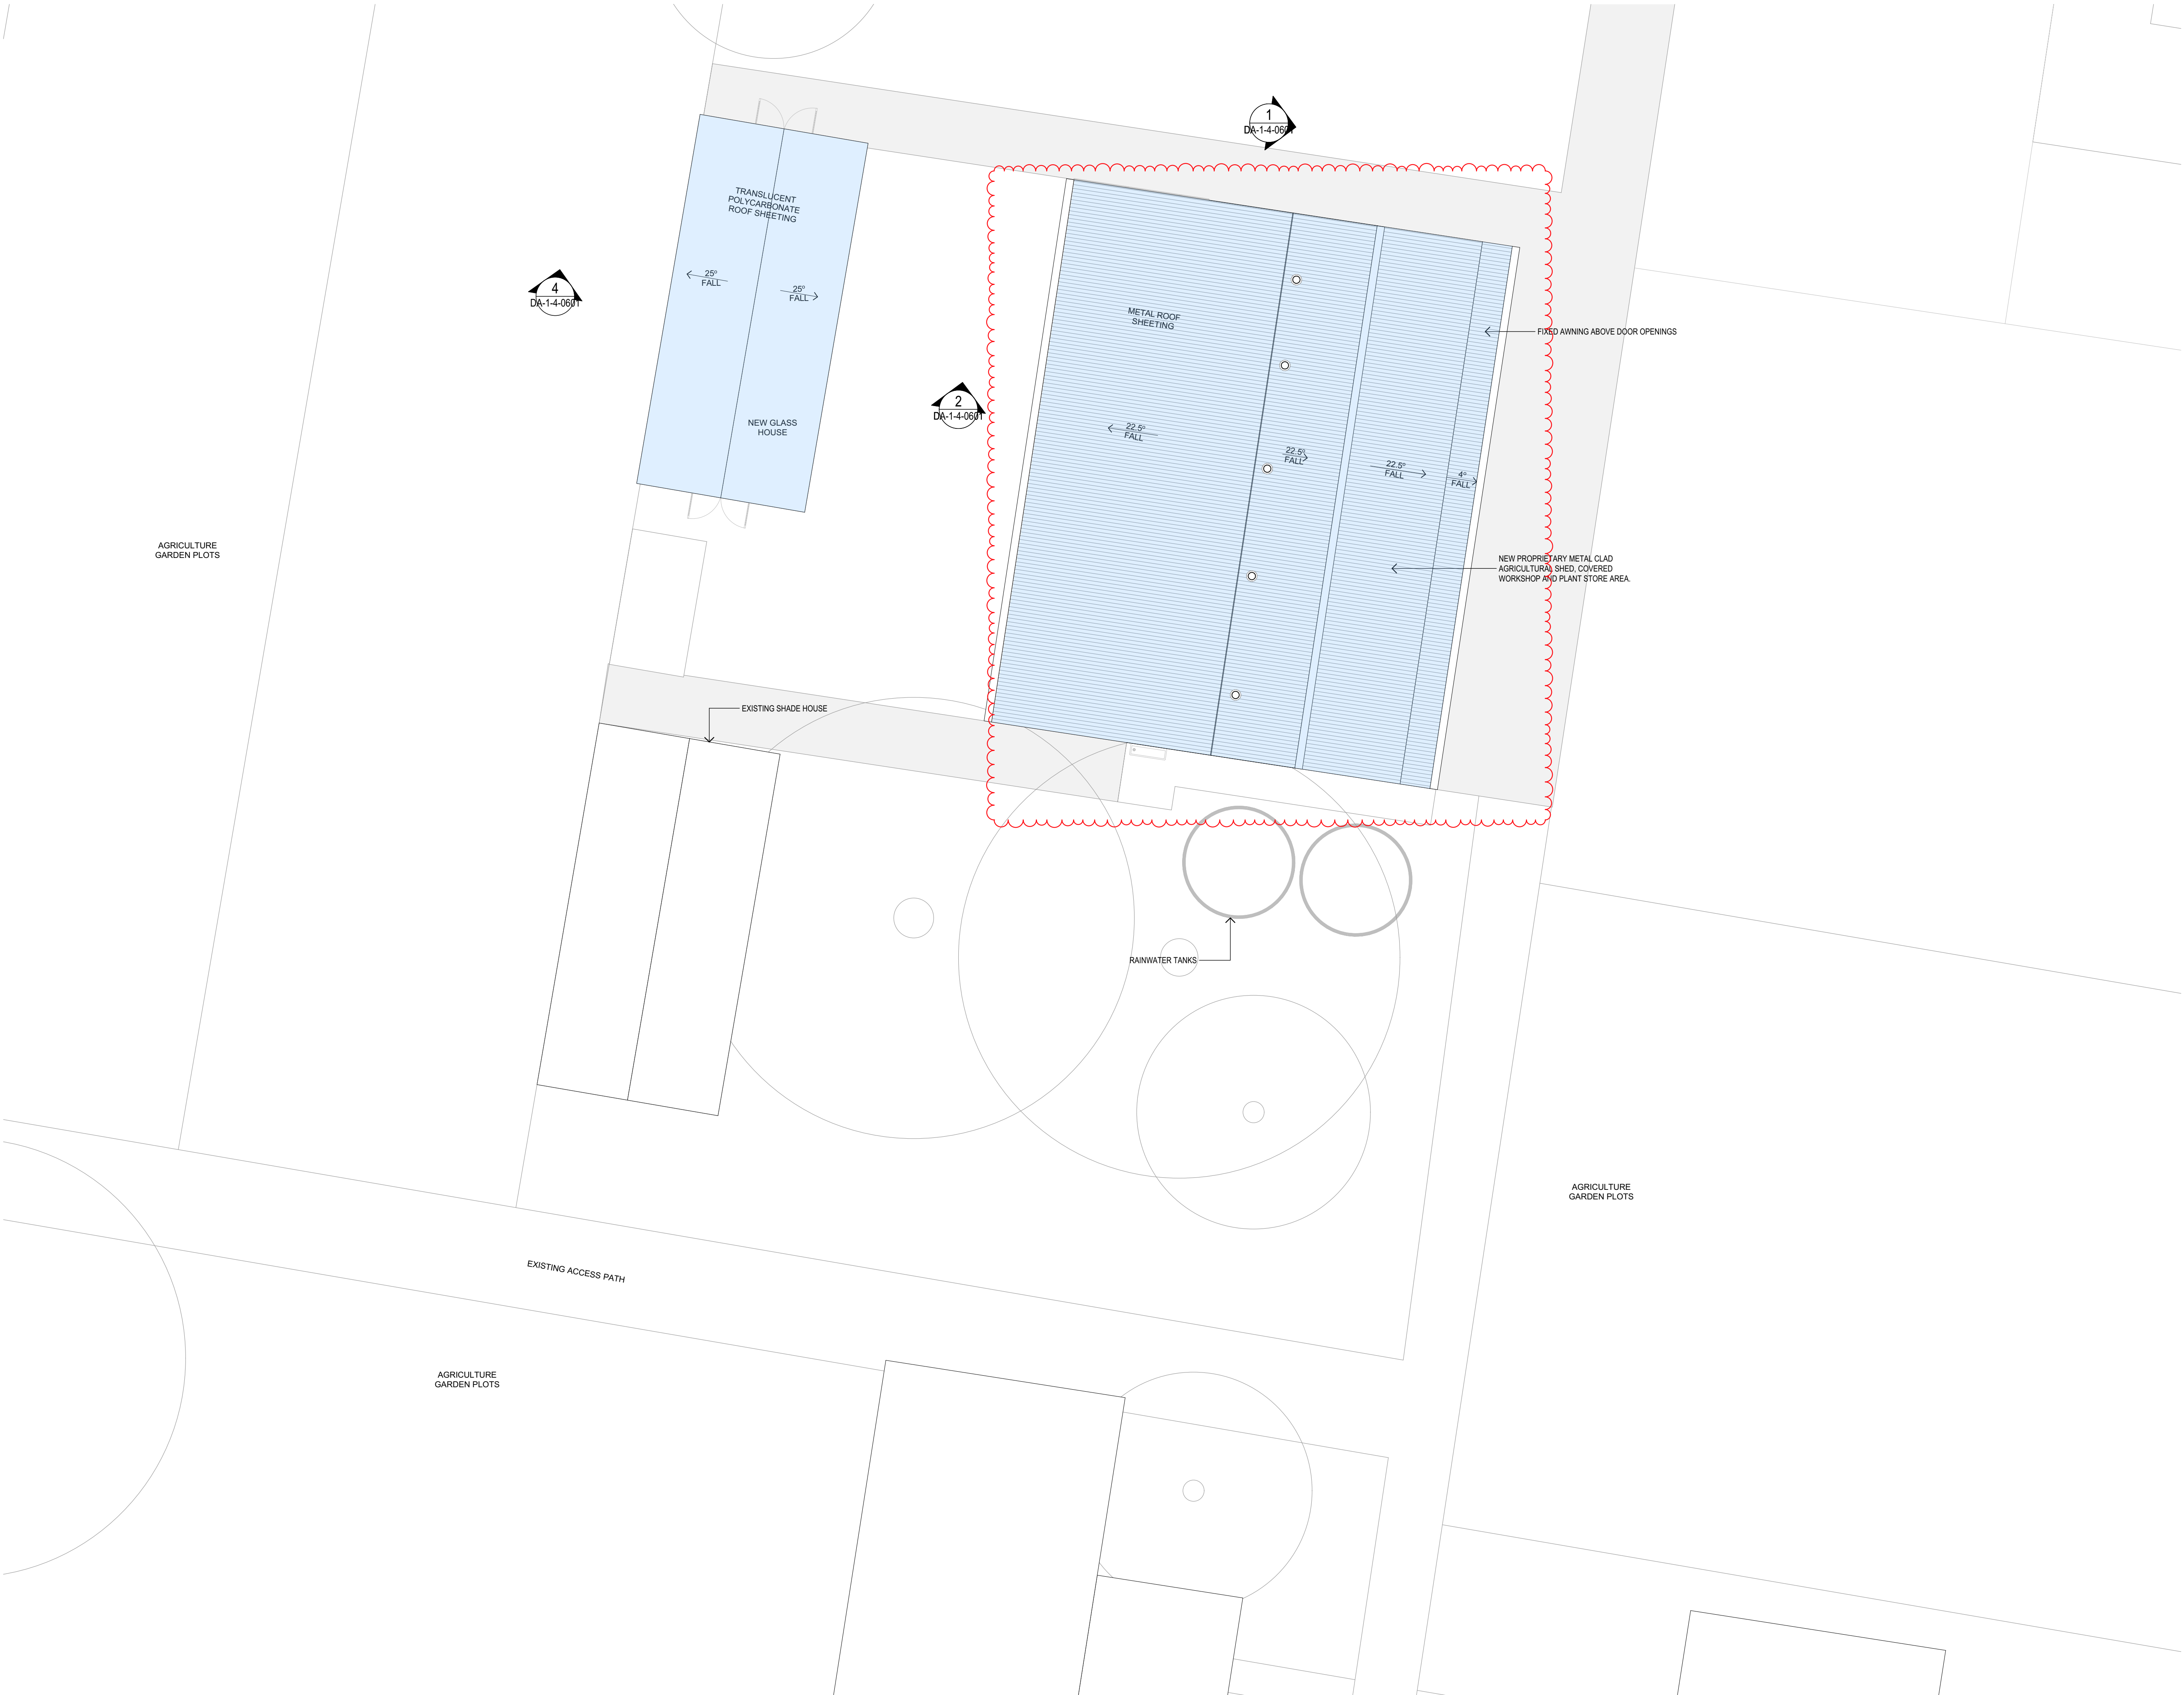 1
DA-1-4-0601
TRANSLUCENT
POLYCARBONATE
ROOF SHEETING
25°
FALL
25°
FALL
4
DA-1-4-0601
METAL ROOF
SHEETING
FIXED AWNING ABOVE DOOR OPENINGS
2
DA-1-4-0601
NEW GLASS
HOUSE
22.5°
FALL
22.5°
FALL
22.5°
FALL
4°
FALL
AGRICULTURE
GARDEN PLOTS
NEW PROPRIETARY METAL CLAD
AGRICULTURAL SHED, COVERED
WORKSHOP AND PLANT STORE AREA.
EXISTING SHADE HOUSE
RAINWATER TANKS
AGRICULTURE
GARDEN PLOTS
EXISTING ACCESS PATH
AGRICULTURE
GARDEN PLOTS